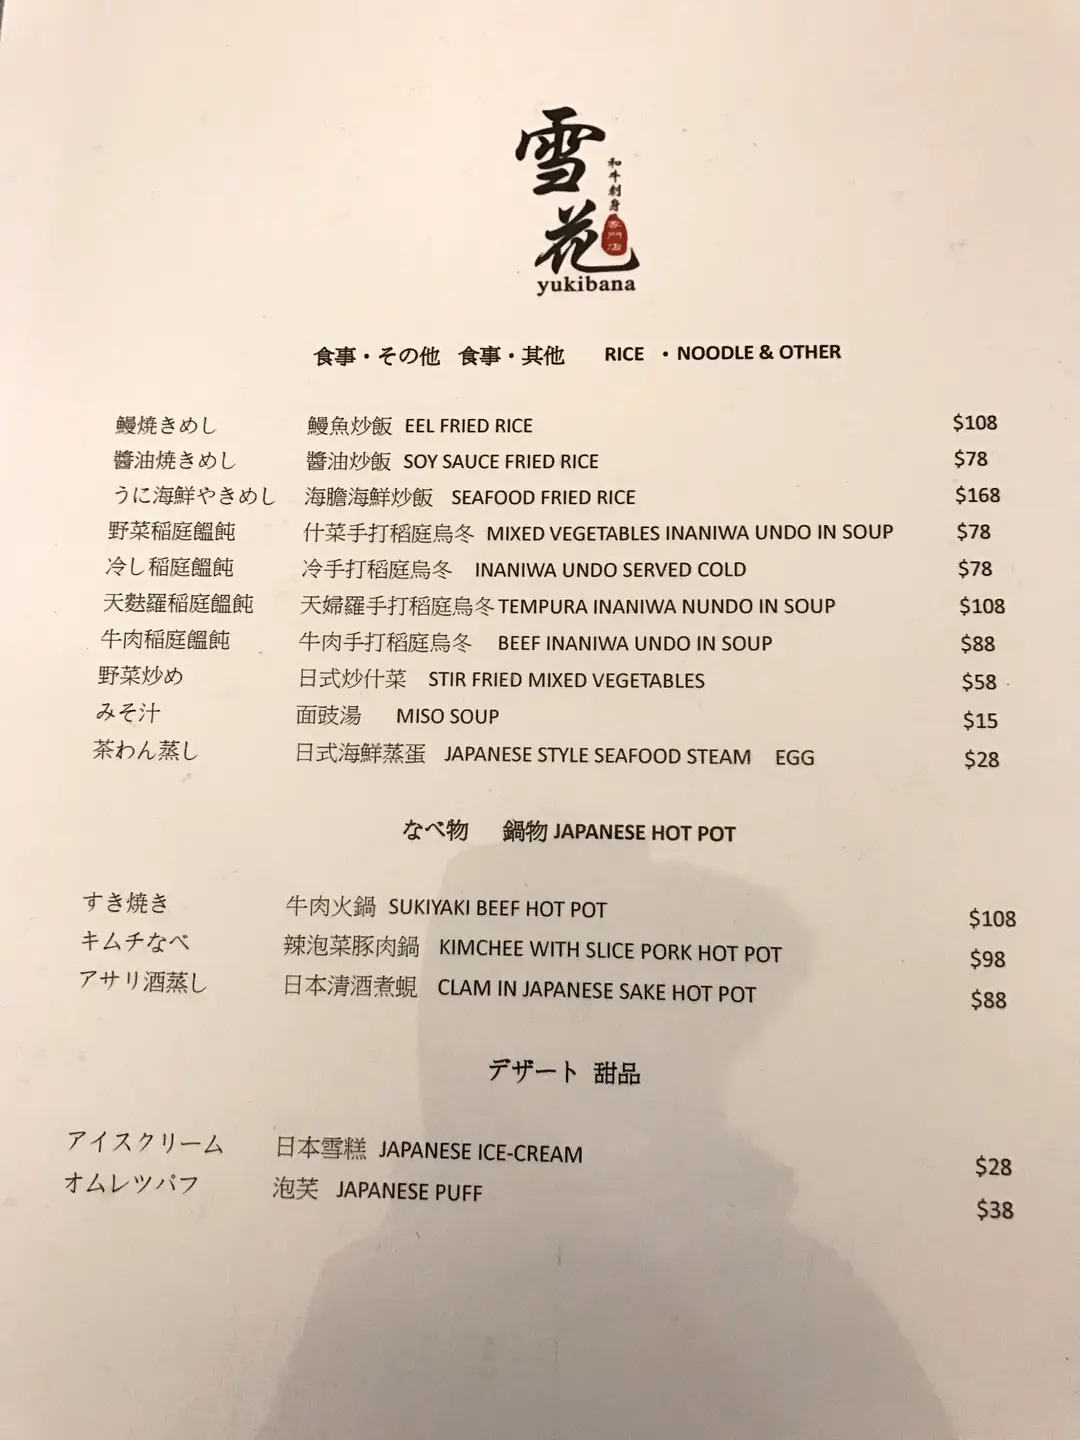 雪花
和牛刺身
專門店
yukibana
食事・その他 食事・其他 RICE ・NOODLE & OTHER
鰻焼きめし 鰻魚炒飯 EEL FRIED RICE $108
醬油焼きめし 醬油炒飯 SOY SAUCE FRIED RICE $78
うに海鮮やきめし 海膽海鮮炒飯 SEAFOOD FRIED RICE $168
野菜稲庭饂飩 什菜手打稻庭烏冬 MIXED VEGETABLES INANIWA UNDO IN SOUP $78
冷し稲庭饂飩 冷手打稻庭烏冬 INANIWA UNDO SERVED COLD $78
天麩羅稲庭饂飩 天婦羅手打稻庭烏冬 TEMPURA INANIWA NUNDO IN SOUP $108
牛肉稲庭饂飩 牛肉手打稻庭烏冬 BEEF INANIWA UNDO IN SOUP $88
野菜炒め 日式炒什菜 STIR FRIED MIXED VEGETABLES $58
みそ汁 面豉湯 MISO SOUP $15
茶わん蒸し 日式海鮮蒸蛋 JAPANESE STYLE SEAFOOD STEAM EGG $28
なべ物 鍋物 JAPANESE HOT POT
すき焼き 牛肉火鍋 SUKIYAKI BEEF HOT POT $108
キムチなべ 辣泡菜豚肉鍋 KIMCHEE WITH SLICE PORK HOT POT $98
アサリ酒蒸し 日本清酒煮蜆 CLAM IN JAPANESE SAKE HOT POT $88
デザート 甜品
アイスクリーム 日本雪糕 JAPANESE ICE-CREAM $28
オムレツパフ 泡芙 JAPANESE PUFF $38